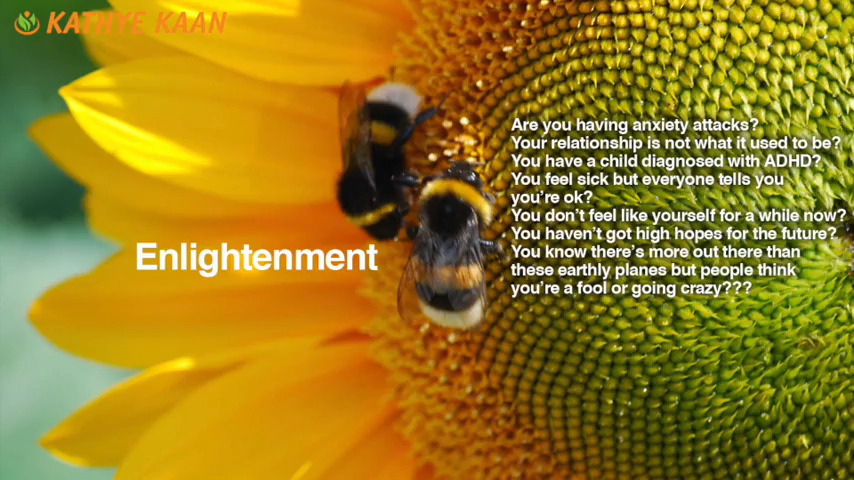 KATHYE KAAN
Enlightenment
Are you having anxiety attacks?
Your relationship is not what it used to be?
You have a child diagnosed with ADHD?
You feel sick but everyone tells you
you’re ok?
You don’t feel like yourself for a while now?
You haven’t got high hopes for the future?
You know there’s more out there than
these earthly planes but people think
you’re a fool or going crazy???